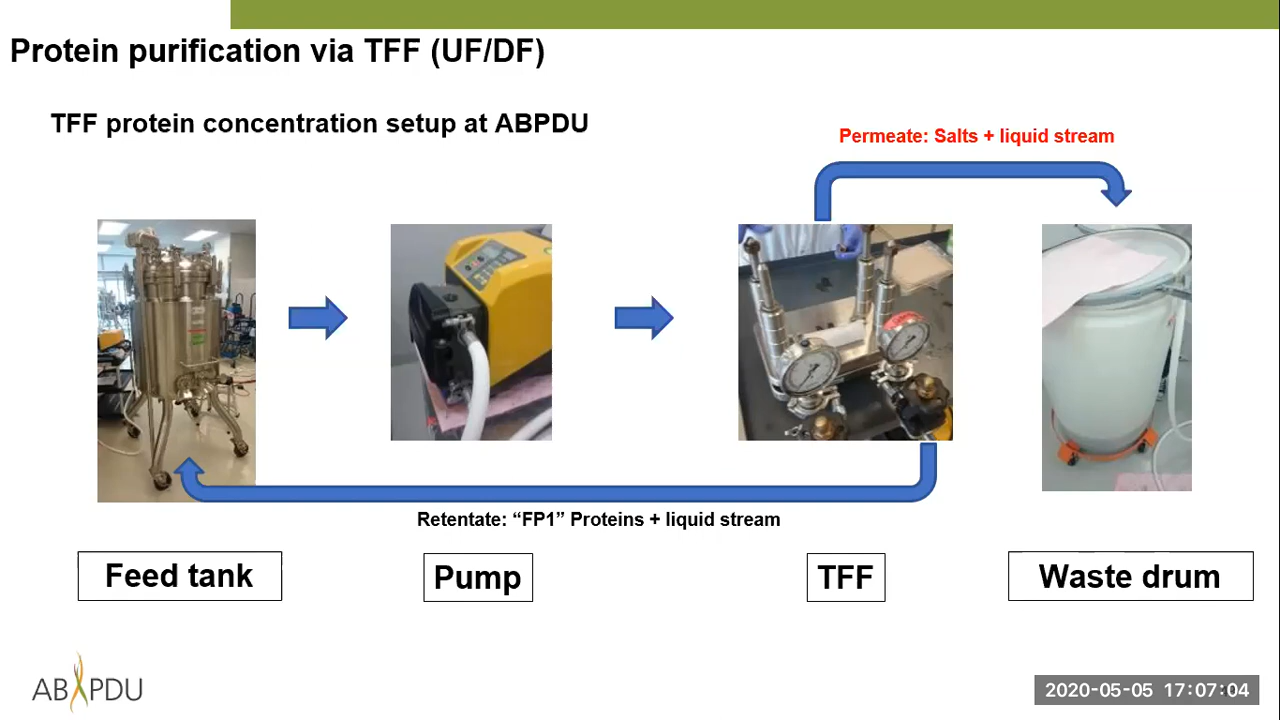 Protein purification via TFF (UF/DF)
TFF protein concentration setup at ABPDU
Permeate: Salts + liquid stream
Retentate: “FP1” Proteins + liquid stream
Feed tank
Pump
TFF
Waste drum
ABPDU
2020-05-05 17:07:04